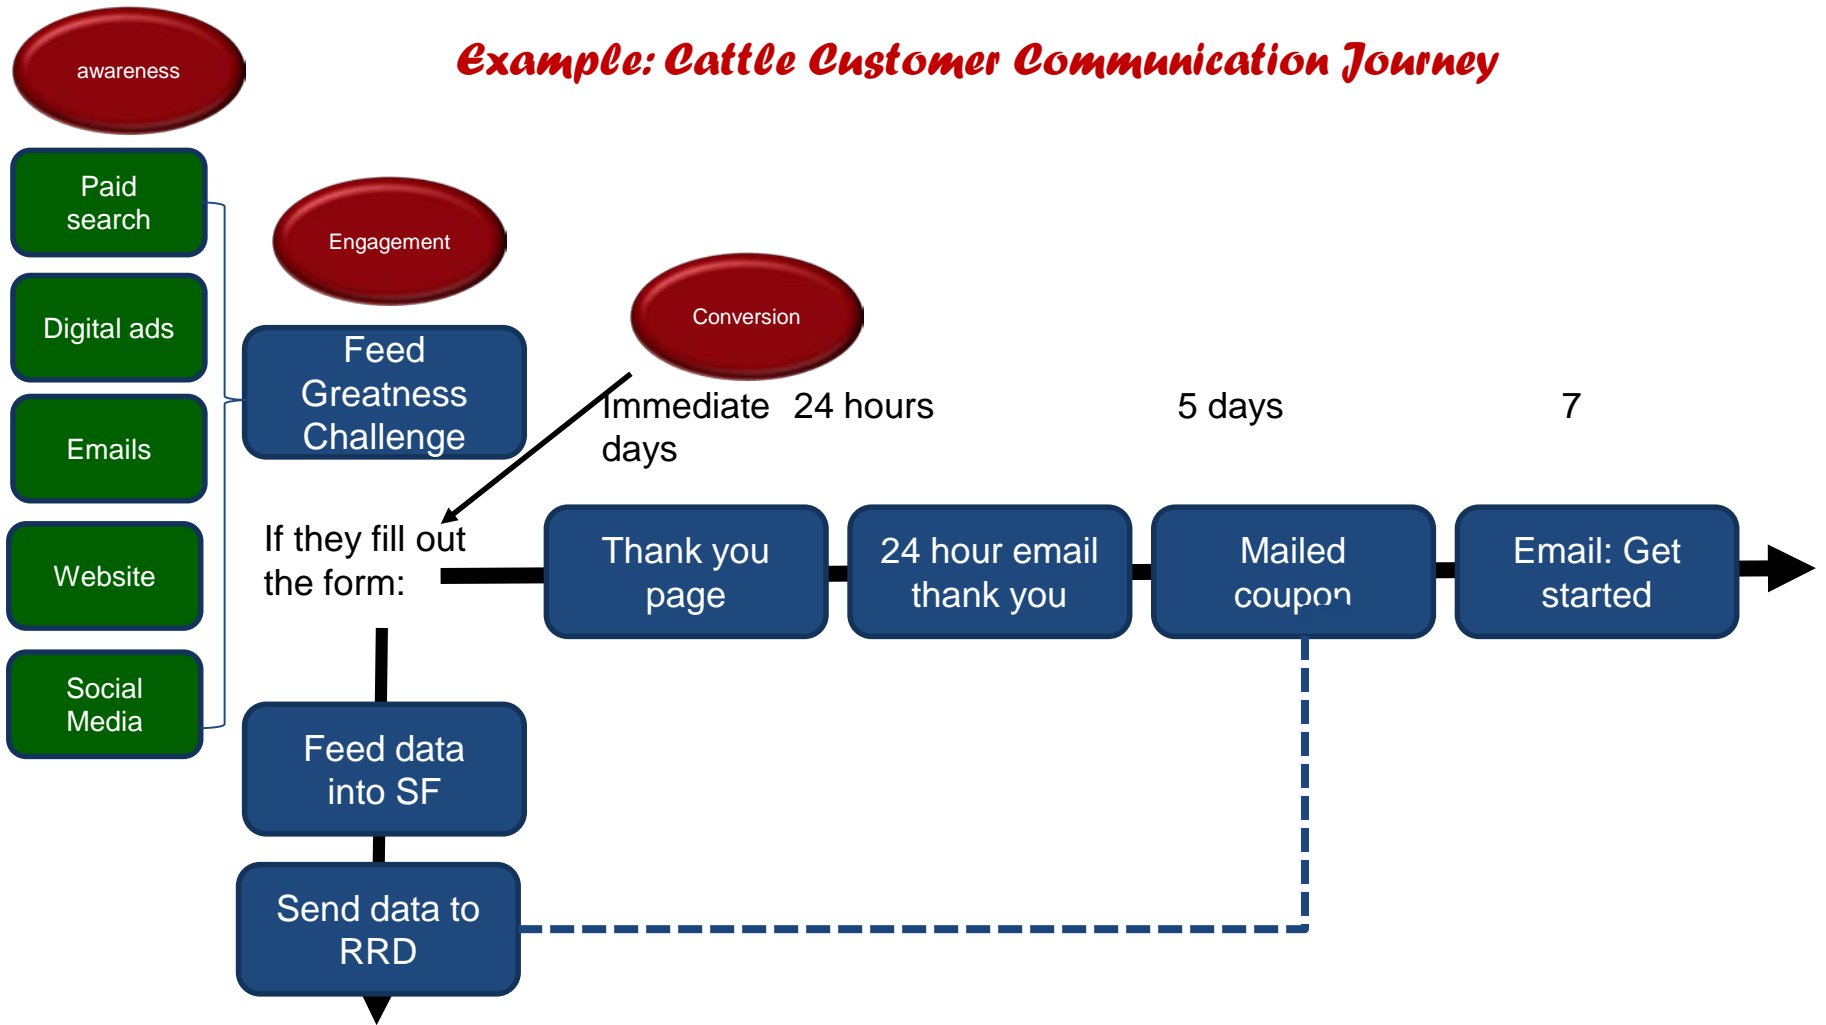 Example: Cattle Customer Communication Journey
awareness
Paid
search
Digital ads
Emails
Website
Social
Media
Engagement
Feed
Greatness
Challenge
Conversion
Immediate 24 hours 5 days 7
days
If they fill out
the form:
Thank you
page
24 hour email
thank you
Mailed
coupon
Email: Get
started
Feed data
into SF
Send data to
RRD